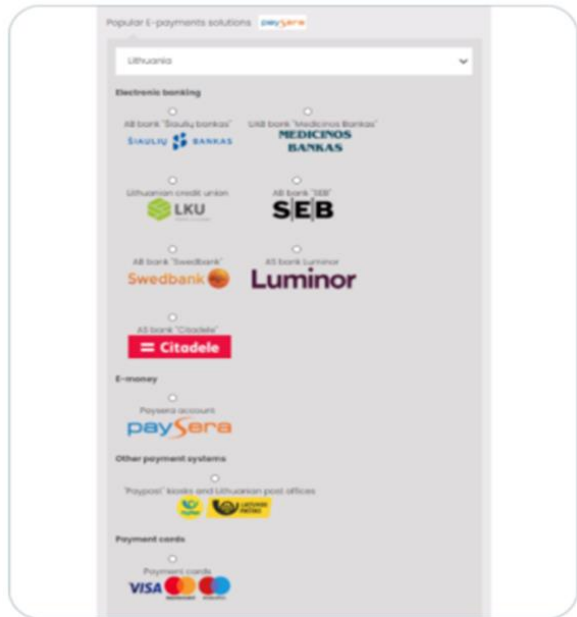 Popular E-payments solutions paysera
Lithuania
Electronic banking
AB bank "Šiaulių bankas" UAB bank "Medicinos Bankas"
ŠIAULIŲ BANKAS MEDICINOS
BANKAS
Lithuanian credit union AB bank "SEB"
LKU SEB
AB bank "Swedbank" AS bank Luminor
Swedbank Luminor
AS bank "Citadele"
Citadele
E-money
Paysera account
paysera
Other payment systems
"Paypost" kiosks and Lithuanian post offices
LIETUVOS
PAŠTAS
Payment cards
Payment cards
VISA